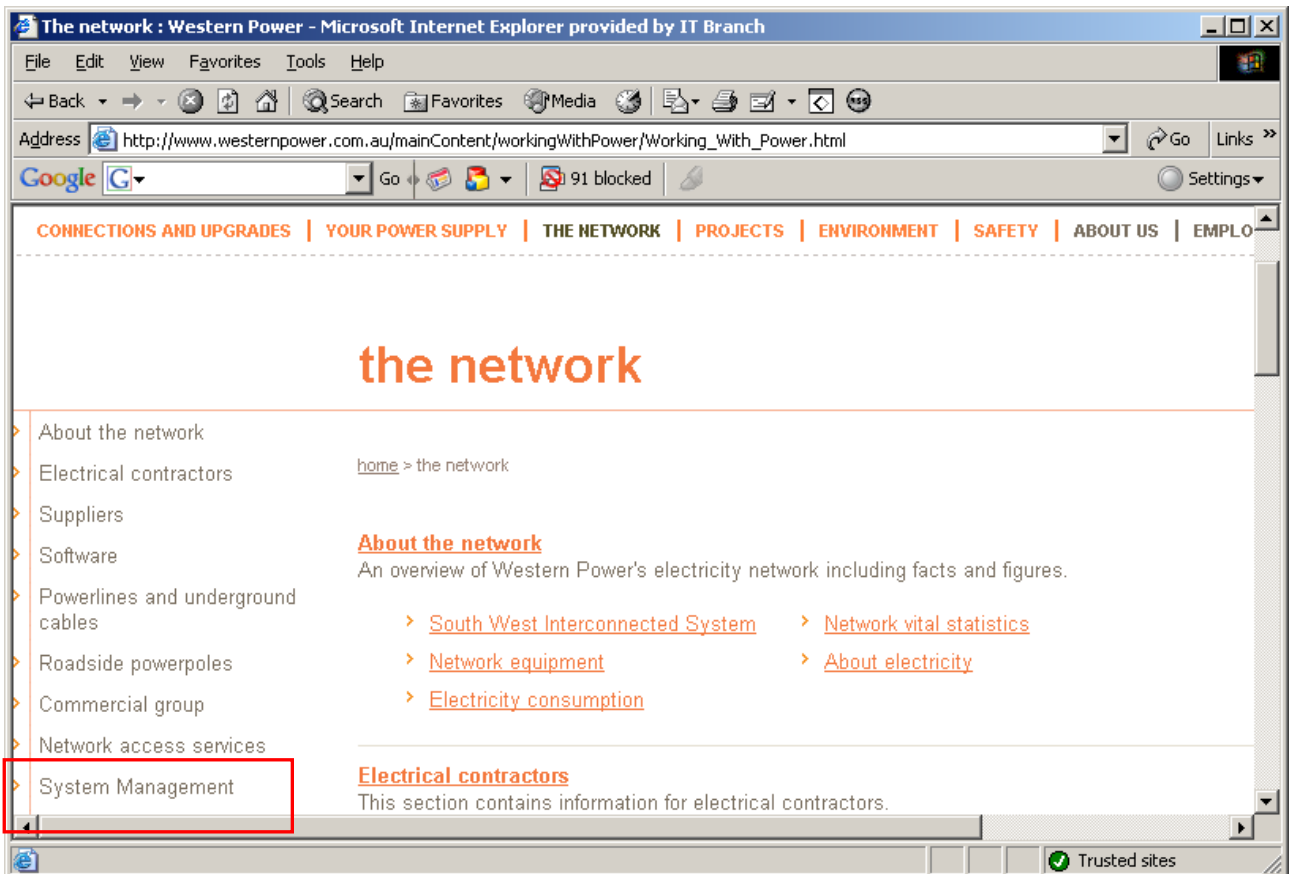 The network : Western Power - Microsoft Internet Explorer provided by IT Branch
File Edit View Favorites Tools Help
Back Search Favorites Media
Address http://www.westernpower.com.au/mainContent/workingWithPower/Working_With_Power.html Go Links »
Google G Go 91 blocked Settings
CONNECTIONS AND UPGRADES | YOUR POWER SUPPLY | THE NETWORK | PROJECTS | ENVIRONMENT | SAFETY | ABOUT US | EMPLO
the network
About the network
Electrical contractors
Suppliers
Software
Powerlines and underground
cables
Roadside powerpoles
Commercial group
Network access services
System Management
home > the network
About the network
An overview of Western Power's electricity network including facts and figures.
South West Interconnected System
Network vital statistics
Network equipment
About electricity
Electricity consumption
Electrical contractors
This section contains information for electrical contractors.
Trusted sites